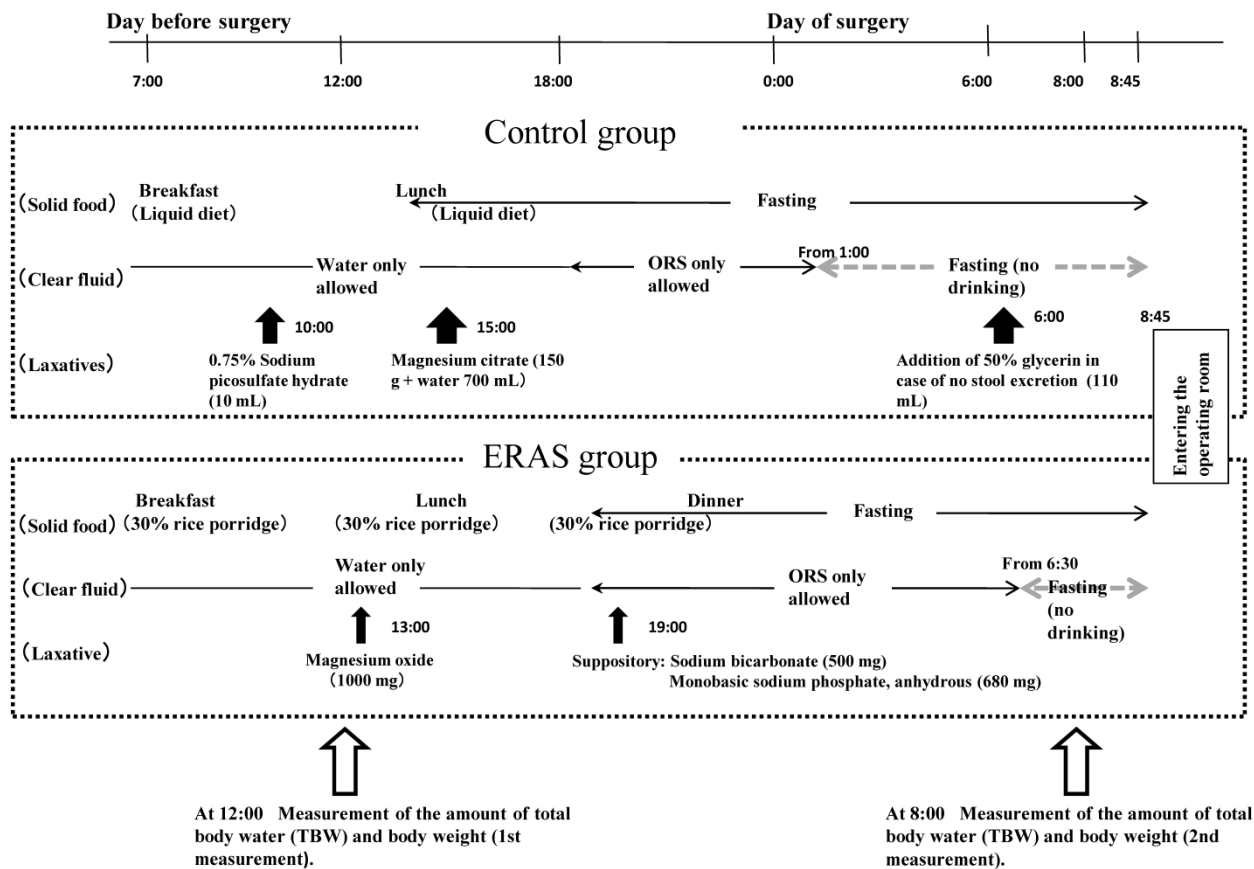 Day before surgery
Day of surgery
7:00
12:00
18:00
0:00
6:00
8:00
8:45
Control group
(Solid food)
Breakfast
(Liquid diet)
Lunch
(Liquid diet)
Fasting
(Clear fluid)
Water only
allowed
ORS only
allowed
From 1:00
Fasting (no
drinking)
10:00
15:00
6:00
8:45
(Laxatives)
0.75% Sodium
picosulfate hydrate
(10 mL)
Magnesium citrate (150
g + water 700 mL)
Addition of 50% glycerin in
case of no stool excretion (110
mL)
Entering the
operating room
ERAS group
(Solid food)
Breakfast
(30% rice porridge)
Lunch
(30% rice porridge)
Dinner
(30% rice porridge)
Fasting
(Clear fluid)
Water only
allowed
ORS only
allowed
From 6:30
Fasting
(no
drinking)
13:00
19:00
(Laxative)
Magnesium oxide
(1000 mg)
Suppository: Sodium bicarbonate (500 mg)
Monobasic sodium phosphate, anhydrous (680 mg)
At 12:00 Measurement of the amount of total
body water (TBW) and body weight (1st
measurement).
At 8:00 Measurement of the amount of total
body water (TBW) and body weight (2nd
measurement).